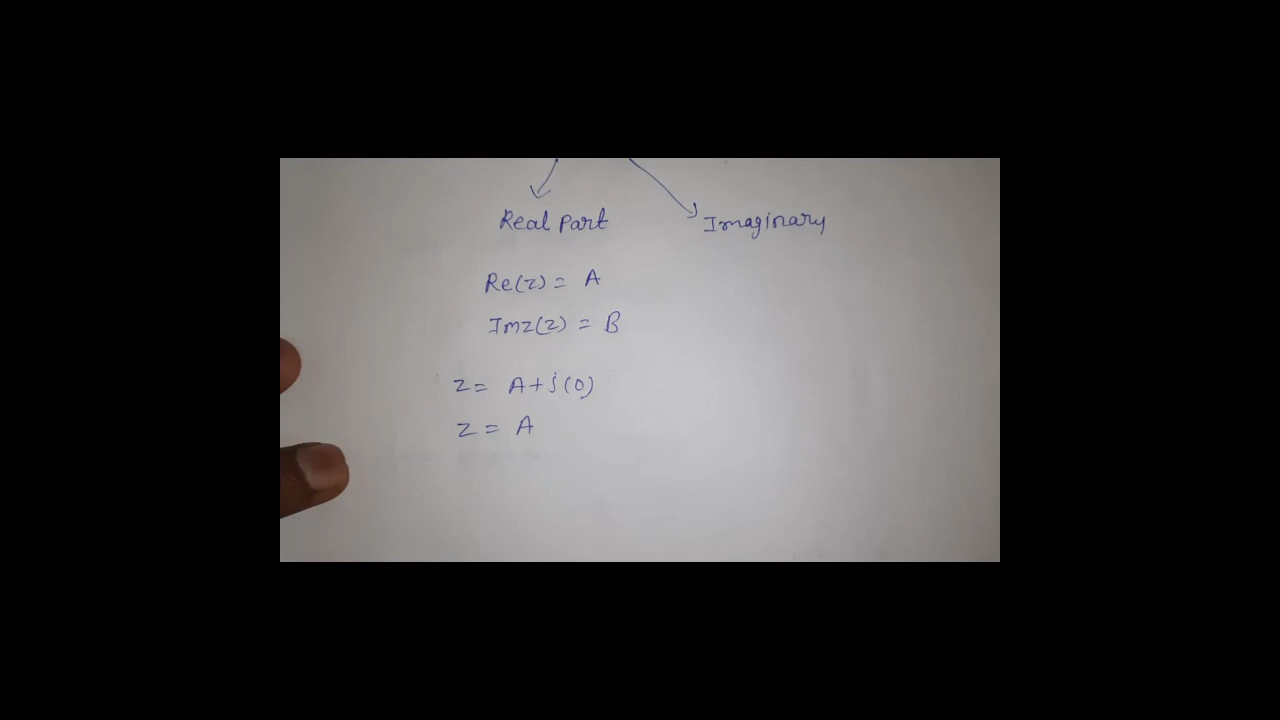 Real Part Imaginary
Re(z) = A
Imz(z) = B
z = A + j(0)
z = A